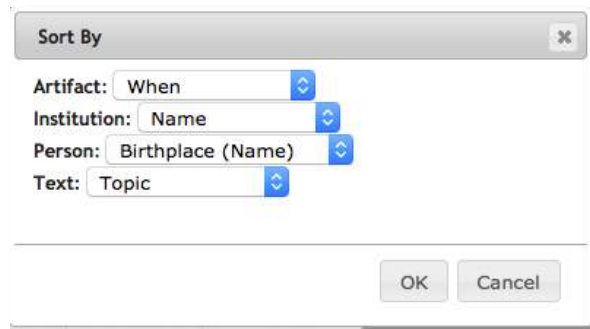 Sort By
Artifact: When
Institution: Name
Person: Birthplace (Name)
Text: Topic
OK Cancel